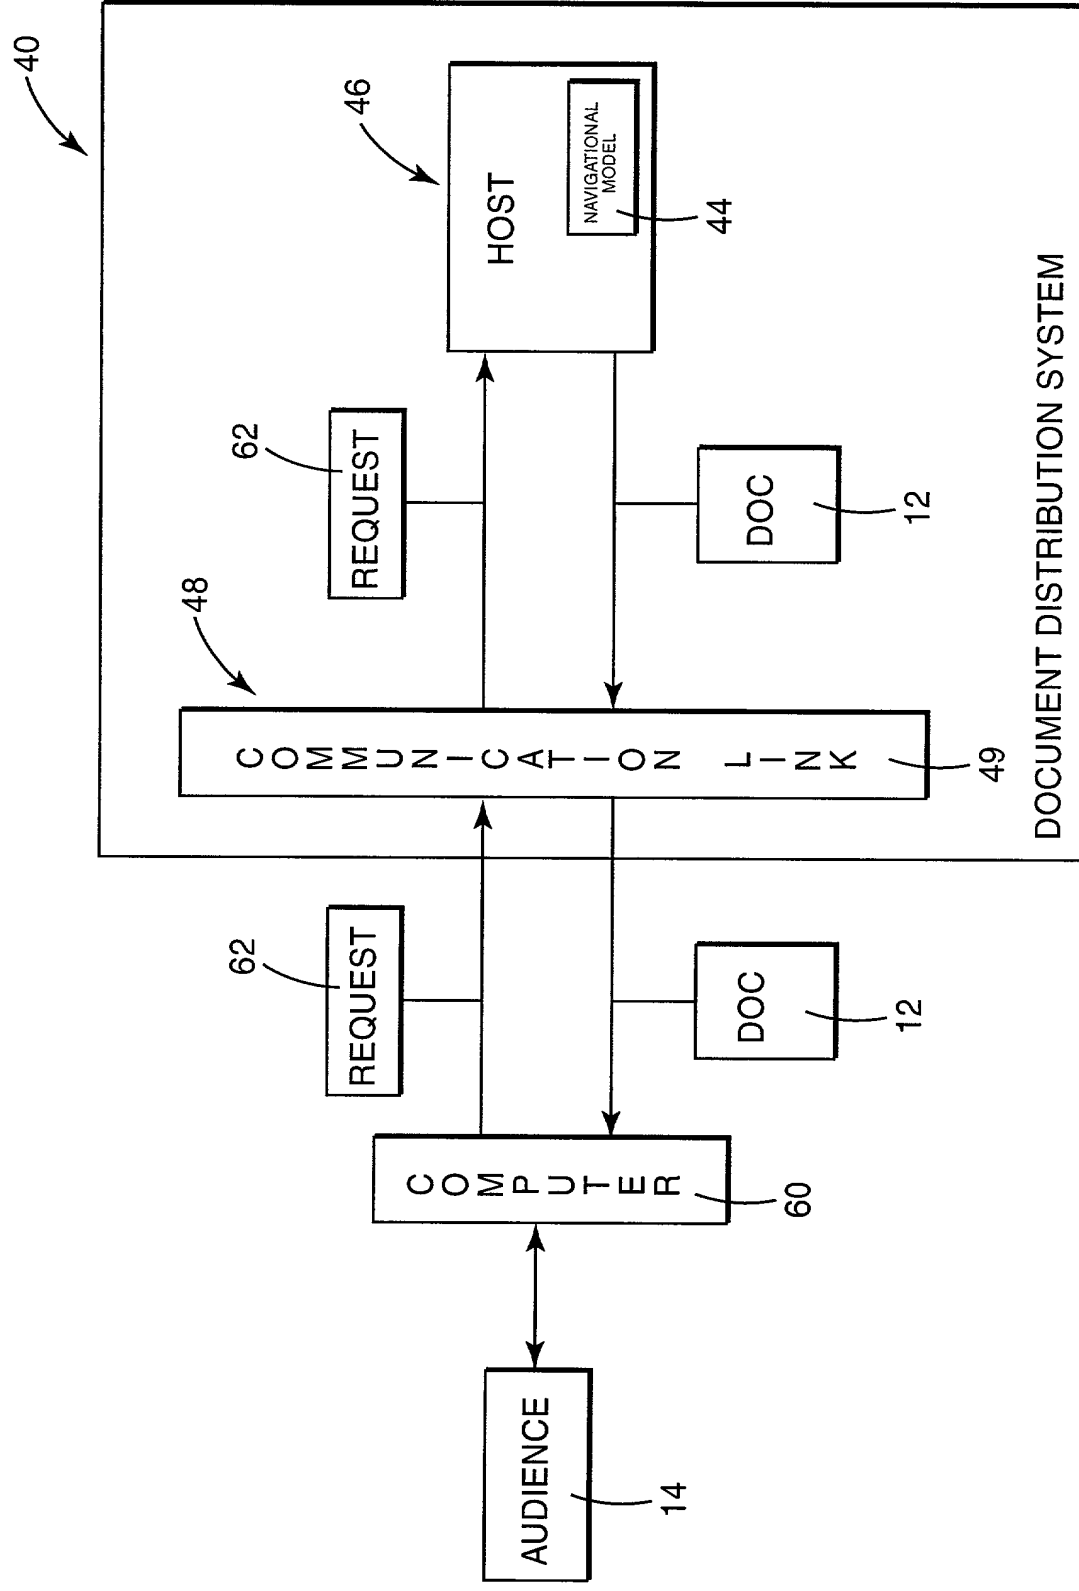 40
46
HOST
NAVIGATIONAL
MODEL
44
62
REQUEST
DOC
12
48
COMMUNICATION LINK
49
DOCUMENT DISTRIBUTION SYSTEM
62
REQUEST
DOC
12
COMPUTER
60
AUDIENCE
14